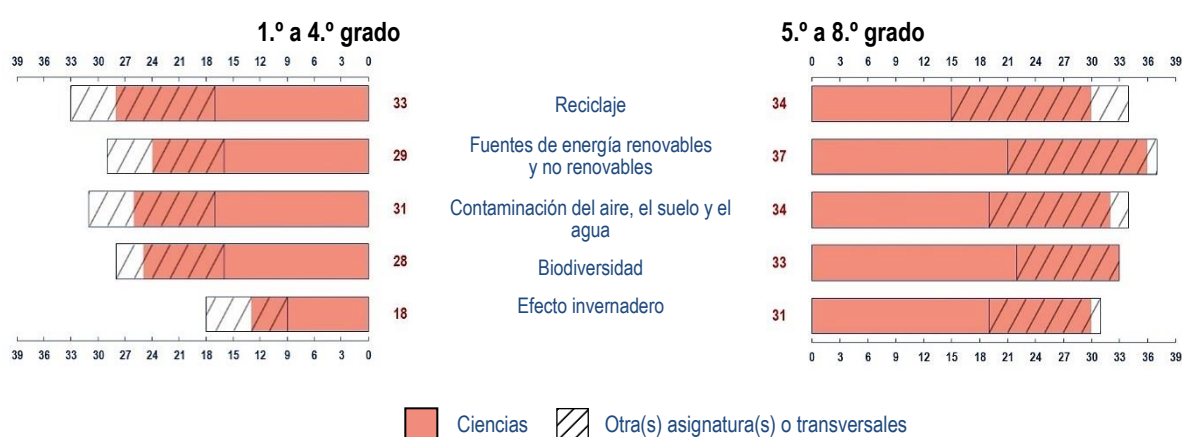 1.º a 4.º grado
5.º a 8.º grado
39 36 33 30 27 24 21 18 15 12 9 6 3 0
0 3 6 9 12 15 18 21 24 27 30 33 36 39
33
Reciclaje
34
29
Fuentes de energía renovables
y no renovables
37
31
Contaminación del aire, el suelo y el
agua
34
28
Biodiversidad
33
18
Efecto invernadero
31
39 36 33 30 27 24 21 18 15 12 9 6 3 0
0 3 6 9 12 15 18 21 24 27 30 33 36 39
Ciencias
Otra(s) asignatura(s) o transversales